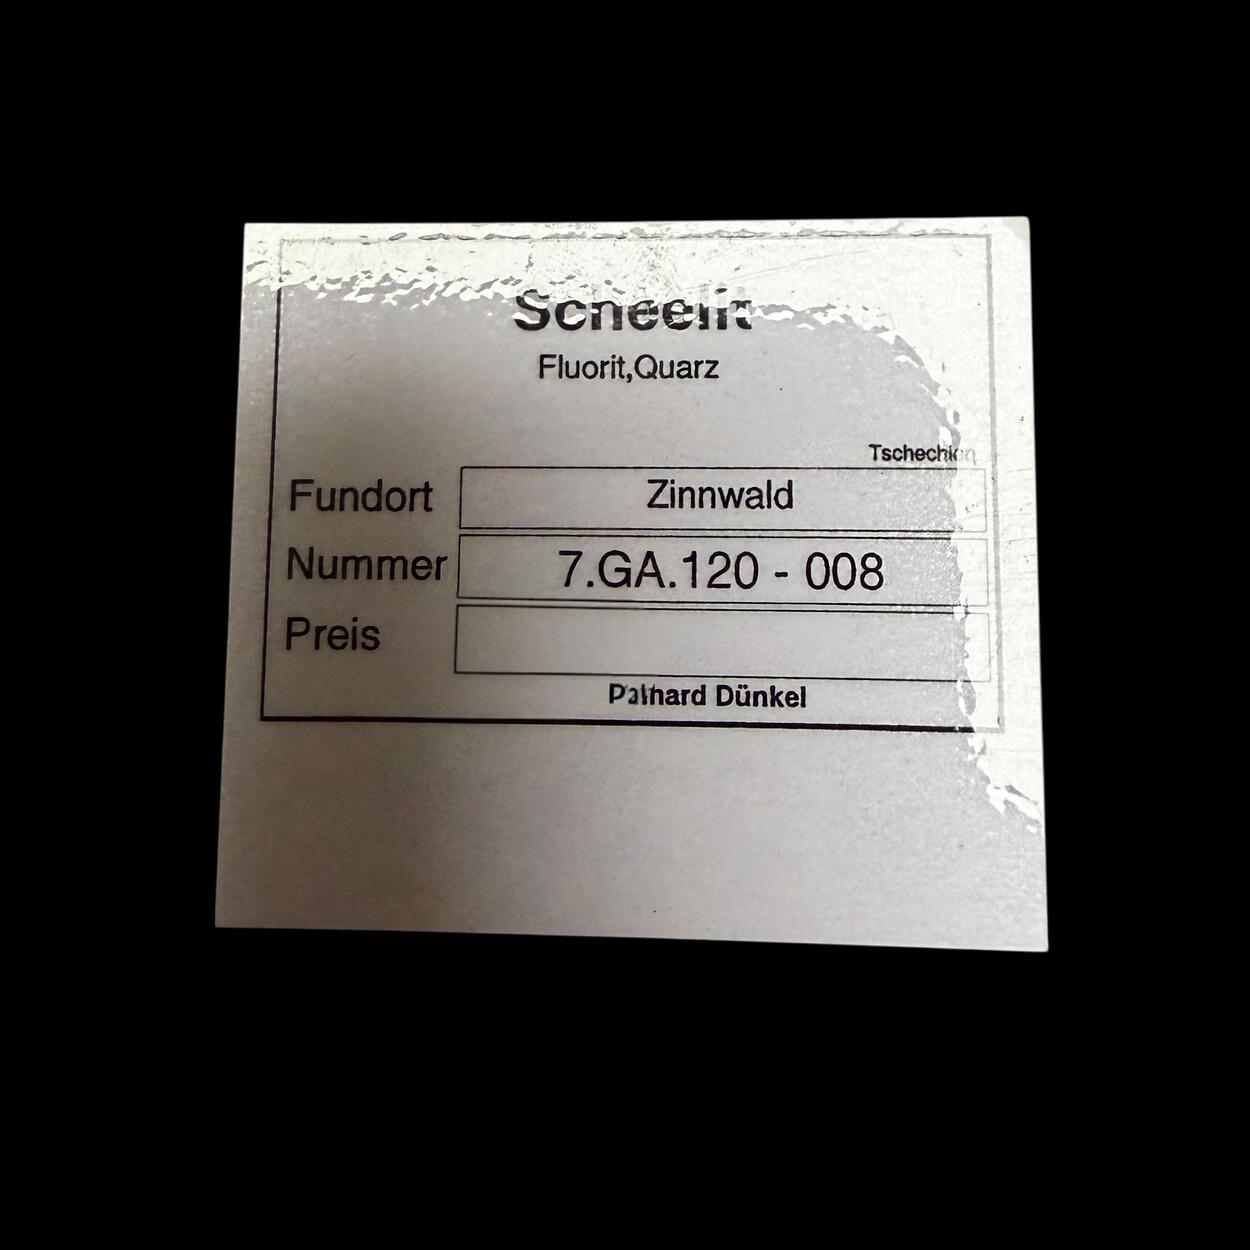 Scheelit
Fluorit,Quarz
Tschechien
Fundort Zinnwald
Nummer 7.GA.120 - 008
Preis
Dünkel